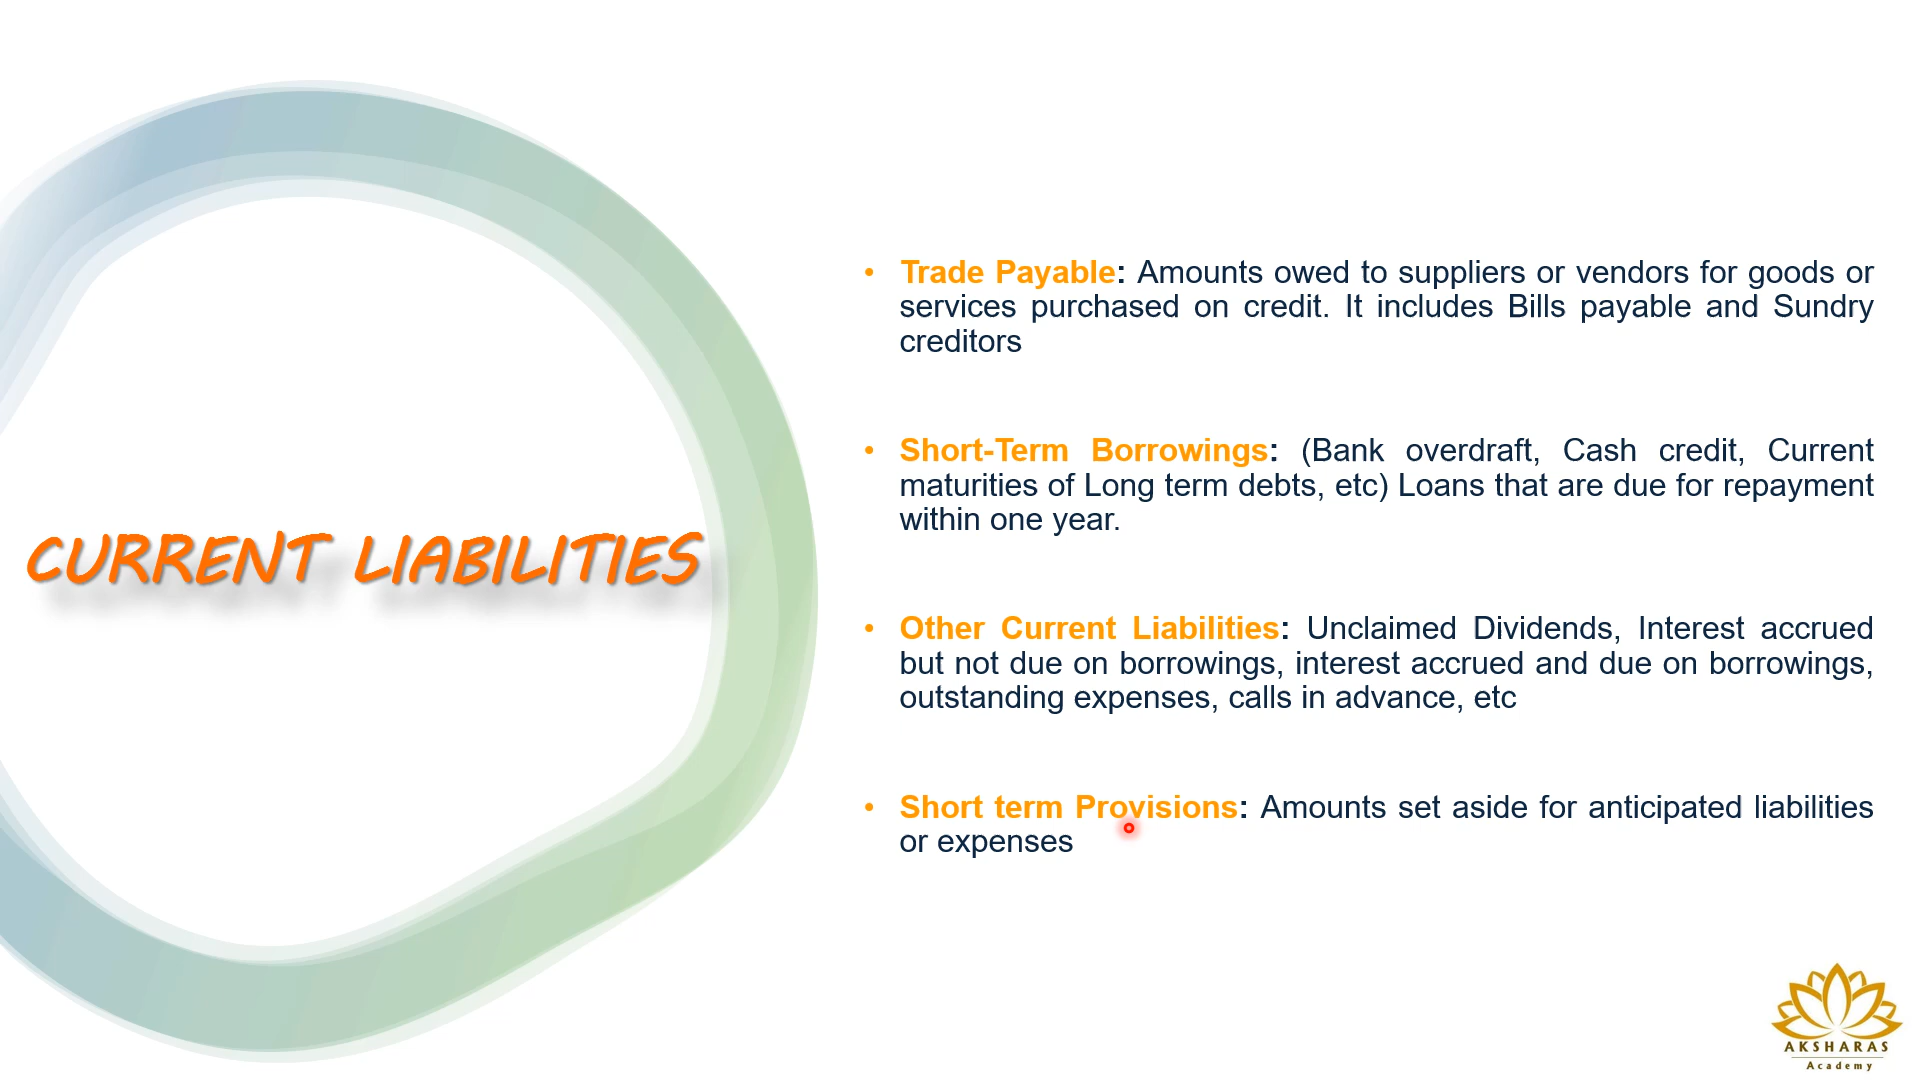 CURRENT LIABILITIES
• Trade Payable: Amounts owed to suppliers or vendors for goods or
services purchased on credit. It includes Bills payable and Sundry
creditors
• Short-Term Borrowings: (Bank overdraft, Cash credit, Current
maturities of Long term debts, etc) Loans that are due for repayment
within one year.
• Other Current Liabilities: Unclaimed Dividends, Interest accrued
but not due on borrowings, interest accrued and due on borrowings,
outstanding expenses, calls in advance, etc
• Short term Provisions: Amounts set aside for anticipated liabilities
or expenses
AKSHARAS
Academy